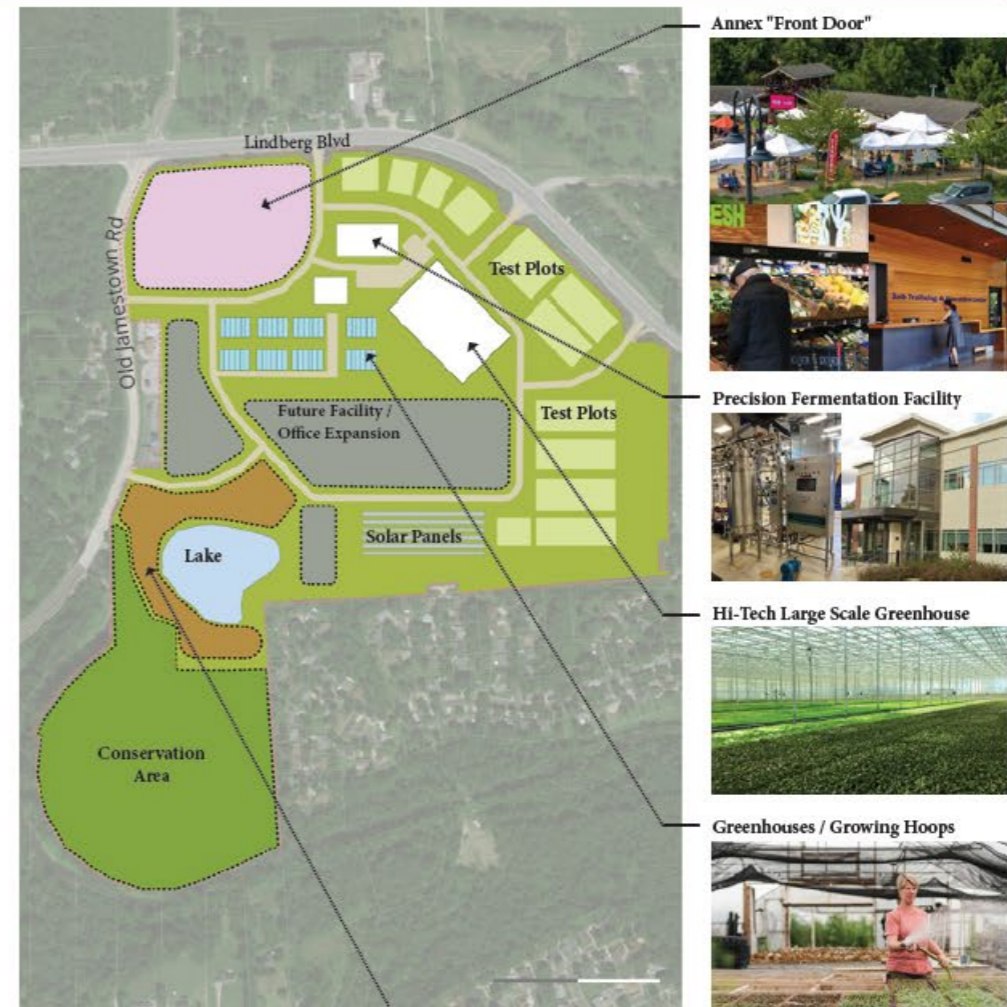 Annex "Front Door"
Lindberg Blvd
Old Jamestown Rd
Test Plots
Future Facility /
Office Expansion
Test Plots
Solar Panels
Lake
Conservation
Area
ESH
Precision Fermentation Facility
Hi-Tech Large Scale Greenhouse
Greenhouses / Growing Hoops